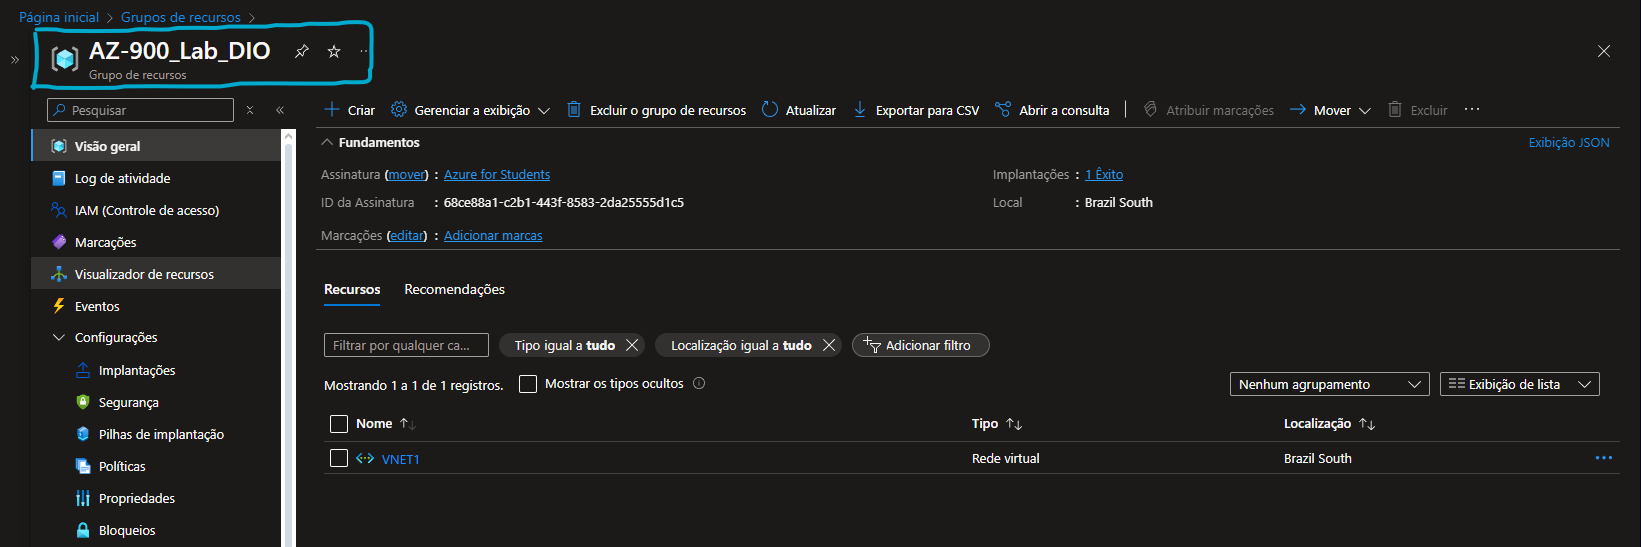 Página inicial > Grupos de recursos >
AZ-900_Lab_DIO
Grupo de recursos
Pesquisar
Visão geral
Log de atividade
IAM (Controle de acesso)
Marcações
Visualizador de recursos
Eventos
Configurações
Implantações
Segurança
Pilhas de implantação
Políticas
Propriedades
Bloqueios
Criar Gerenciar a exibição Excluir o grupo de recursos Atualizar Exportar para CSV Abrir a consulta Atribuir marcações Mover Excluir
Fundamentos Exibição JSON
Assinatura (mover) : Azure for Students Implantações : 1 Êxito
ID da Assinatura : 68ce88a1-c2b1-443f-8583-2da25555d1c5 Local : Brazil South
Marcações (editar) : Adicionar marcas
Recursos Recomendações
Filtrar por qualquer ca... Tipo igual a tudo Localização igual a tudo Adicionar filtro
Mostrando 1 a 1 de 1 registros. Mostrar os tipos ocultos Nenhum agrupamento Exibição de lista
Nome Tipo Localização
VNET1 Rede virtual Brazil South